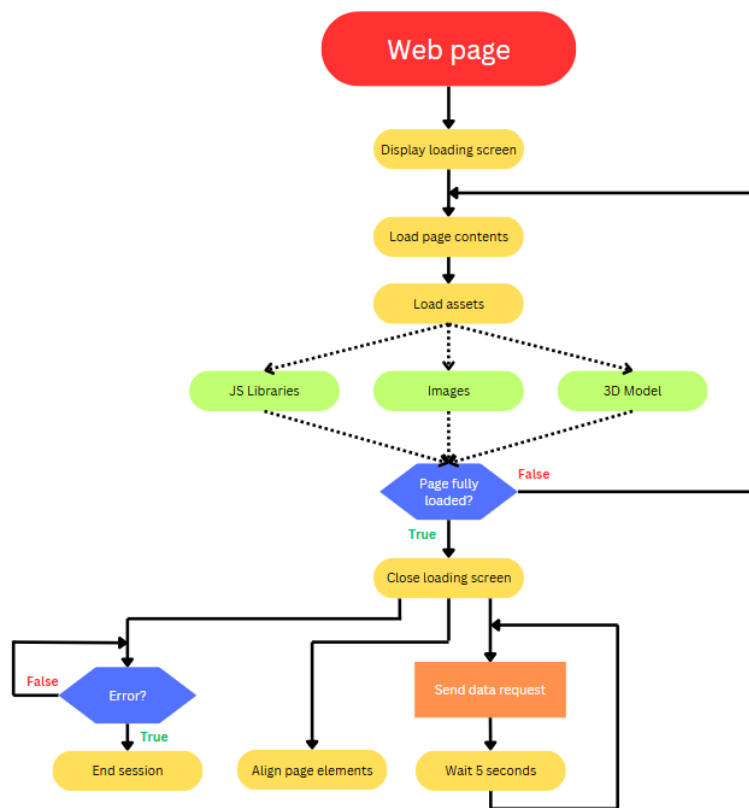 Web page
Display loading screen
Load page contents
Load assets
JS Libraries
Images
3D Model
Page fully
loaded?
False
True
Close loading screen
False
Error?
Send data request
True
End session
Align page elements
Wait 5 seconds